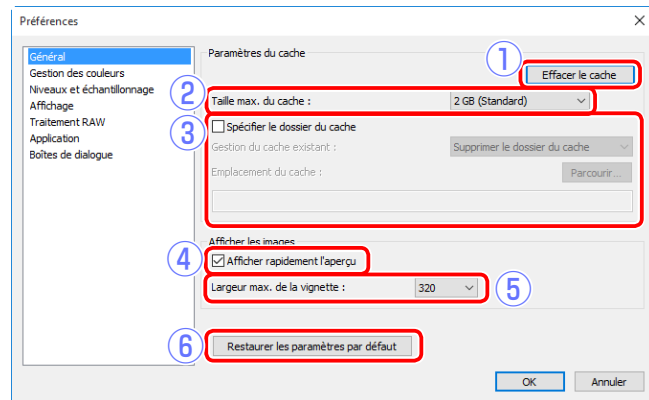 Préférences
Général
Gestion des couleurs
Niveaux et échantillonnage
Affichage
Traitement RAW
Application
Boîtes de dialogue
Paramètres du cache
①
Effacer le cache
②
Taille max. du cache : 2 GB (Standard)
③
Spécifier le dossier du cache
Gestion du cache existant : Supprimer le dossier du cache
Emplacement du cache : Parcourir...
Afficher les images
④
Afficher rapidement l'aperçu
Largeur max. de la vignette : 320
⑤
⑥
Restaurer les paramètres par défaut
OK Annuler